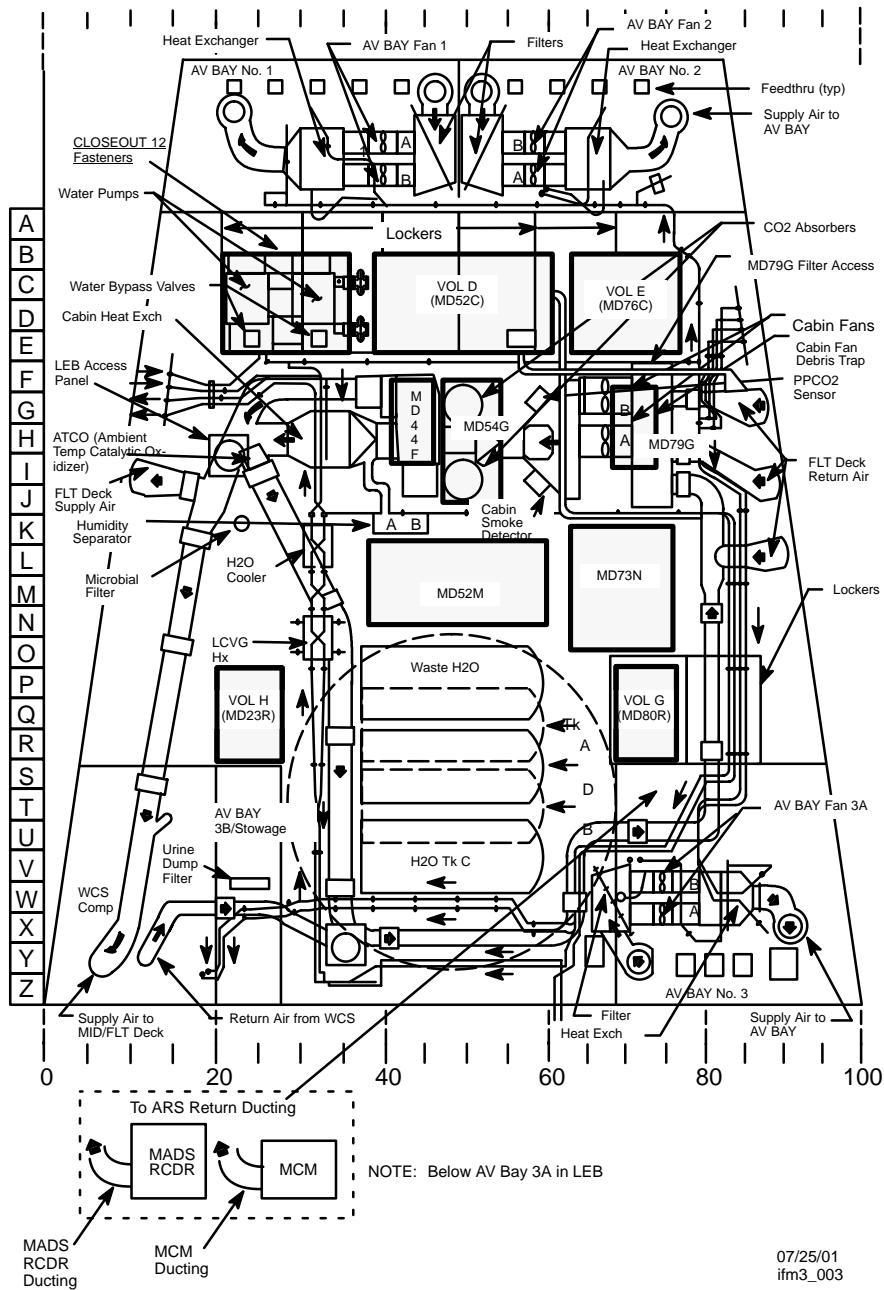 Heat Exchanger
AV BAY Fan 1
Filters
AV BAY Fan 2
Heat Exchanger
AV BAY No. 1
AV BAY No. 2
Feedthru (typ)
Supply Air to
AV BAY
CLOSEOUT 12
Fasteners
A
B
B
A
Water Pumps
A
B
C
D
E
F
G
H
I
J
K
L
M
N
O
P
Q
R
S
T
U
V
W
X
Y
Z
Lockers
CO2 Absorbers
Water Bypass Valves
VOL D
(MD52C)
VOL E
(MD76C)
MD79G Filter Access
Cabin Heat Exch
Cabin Fans
Cabin Fan
Debris Trap
LEB Access
Panel
PPCO2
Sensor
M
D
4
4
F
MD54G
B
A
MD79G
ATCO (Ambient
Temp Catalytic Ox-
idizer)
FLT Deck
Supply Air
FLT Deck
Return Air
Humidity
Separator
A B
Cabin
Smoke
Detector
Microbial
Filter
H2O
Cooler
MD52M
MD73N
Lockers
LCVG
Hx
Waste H2O
VOL H
(MD23R)
VOL G
(MD80R)
Tk
A
D
B
AV BAY
3B/Stowage
AV BAY Fan 3A
Urine
Dump
Filter
H2O Tk C
WCS
Comp
B
A
AV BAY No. 3
Supply Air to
MID/FLT Deck
Return Air from WCS
Filter
Heat Exch
Supply Air to
AV BAY
0 20 40 60 80 100
To ARS Return Ducting
MADS
RCDR
MCM
NOTE: Below AV Bay 3A in LEB
MADS
RCDR
Ducting
MCM
Ducting
07/25/01
ifm3_003